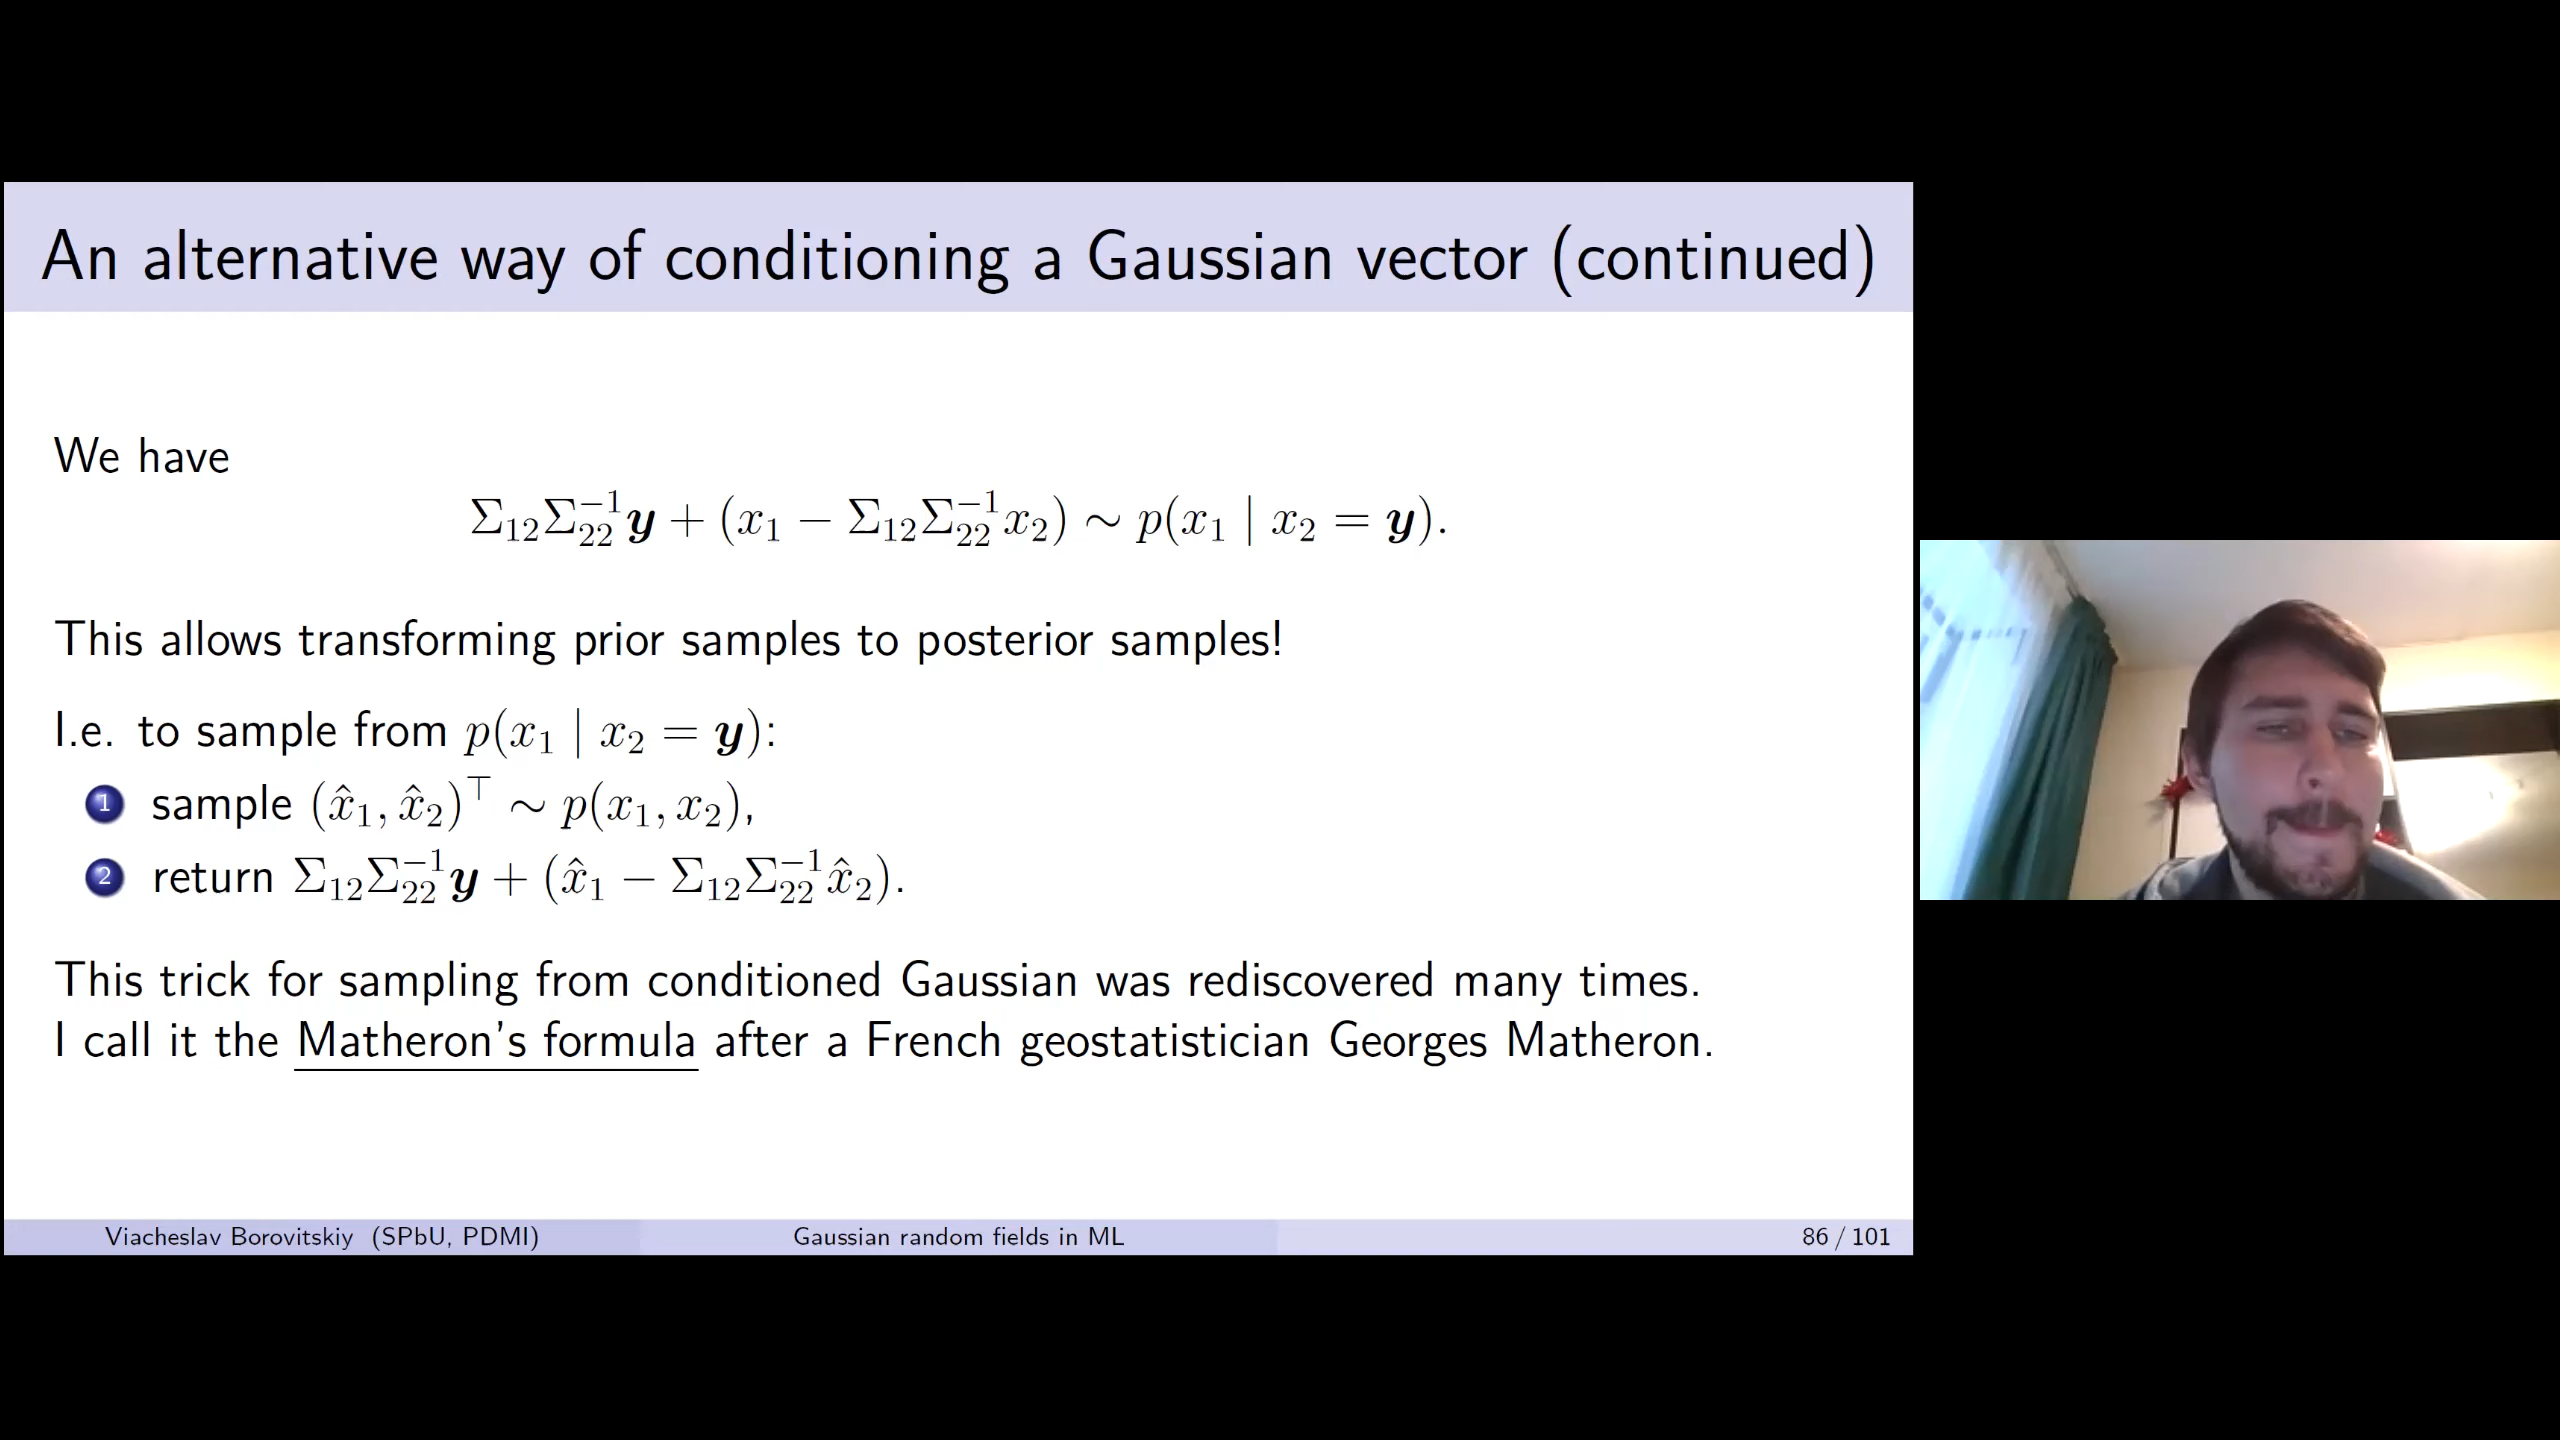 An alternative way of conditioning a Gaussian vector (continued)
We have
Σ₁₂Σ₂₂⁻¹𝒚 + (x₁ − Σ₁₂Σ₂₂⁻¹x₂) ∼ p(x₁ | x₂ = 𝒚).
This allows transforming prior samples to posterior samples!
I.e. to sample from p(x₁ | x₂ = 𝒚):
1 sample (x̂₁, x̂₂)⊤ ∼ p(x₁, x₂),
2 return Σ₁₂Σ₂₂⁻¹𝒚 + (x̂₁ − Σ₁₂Σ₂₂⁻¹x̂₂).
This trick for sampling from conditioned Gaussian was rediscovered many times.
I call it the Matheron's formula after a French geostatistician Georges Matheron.
Viacheslav Borovitskiy (SPbU, PDMI) Gaussian random fields in ML 86 / 101